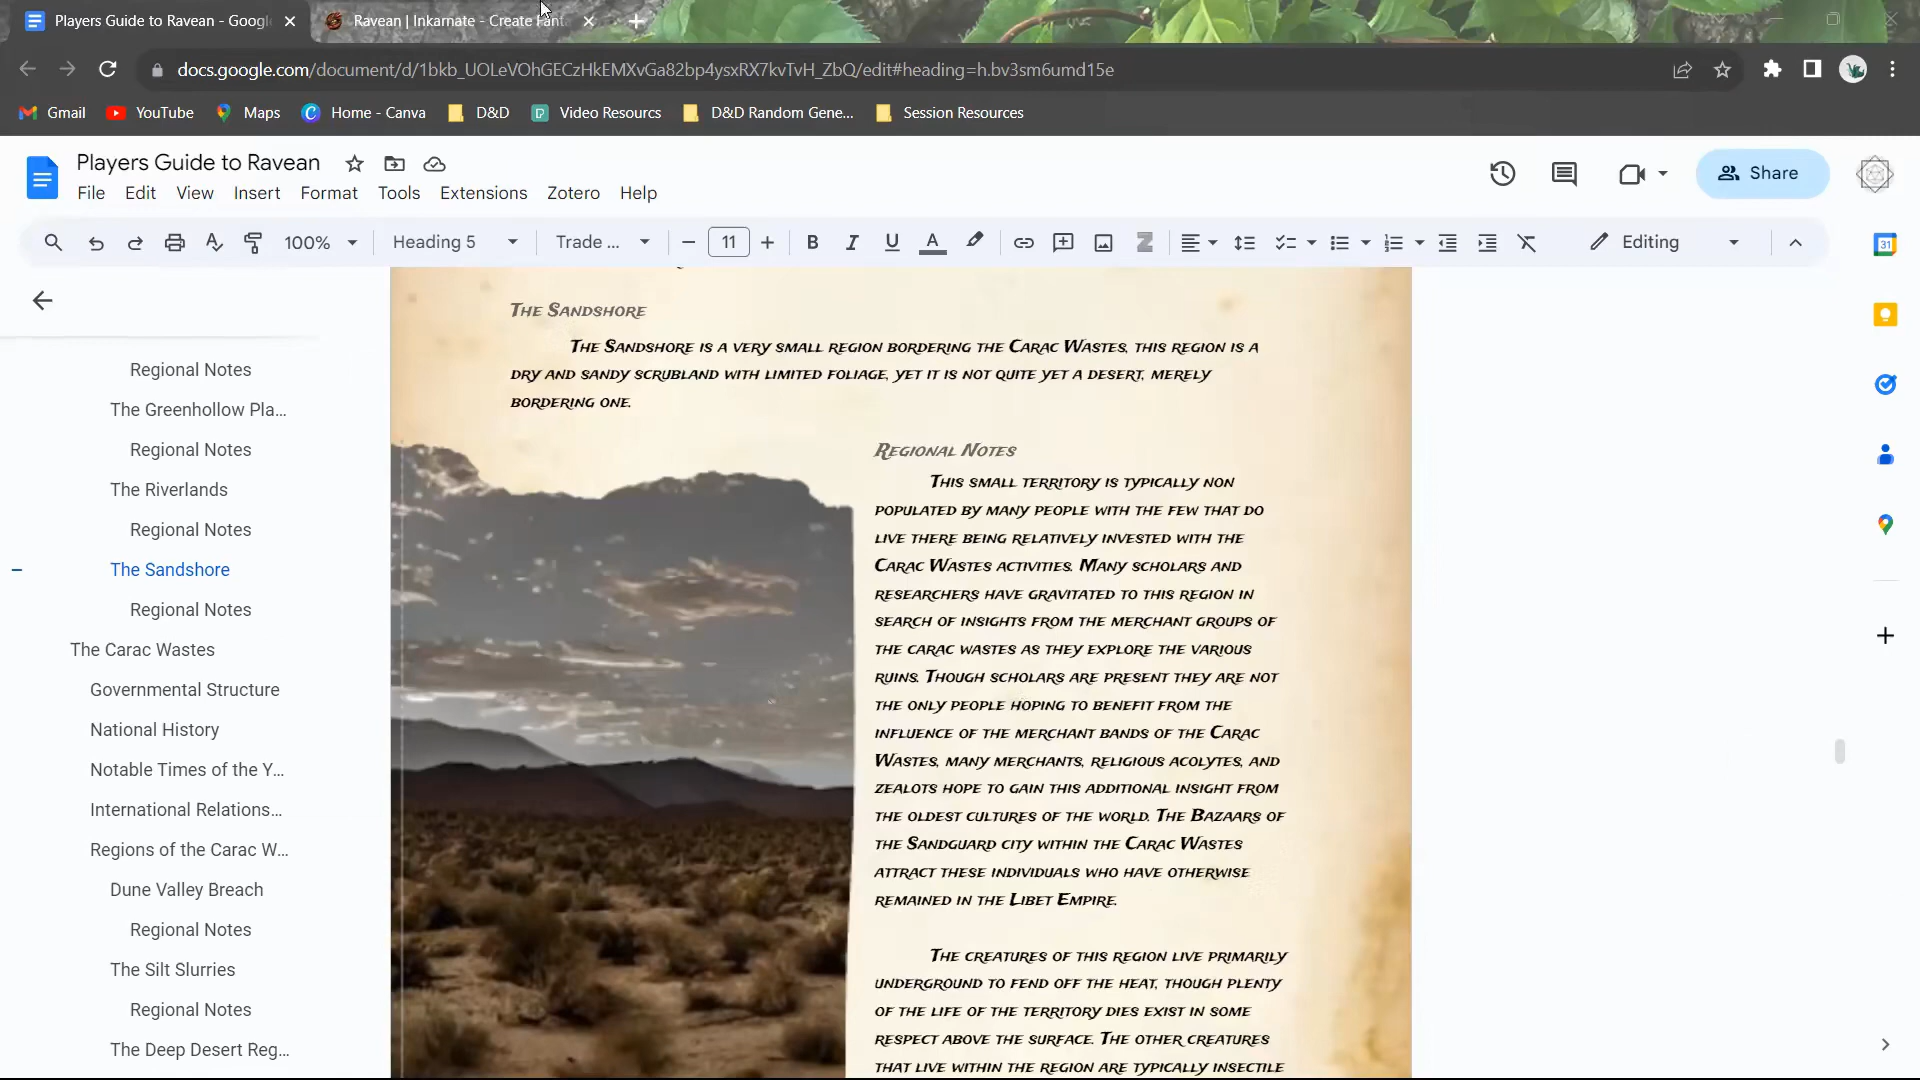 Players Guide to Ravean - Googl
Ravean | Inkarnate - Create Fant
docs.google.com/document/d/1bkb_UOLeVOhGECzHkEMXvGa82bp4ysxRX7kvTvH_ZbQ/edit#heading=h.bv3sm6umd15e
Gmail YouTube Maps Home - Canva D&D Video Resourcs D&D Random Gene... Session Resources
Players Guide to Ravean
File Edit View Insert Format Tools Extensions Zotero Help
Share
100% Heading 5 Trade ... 11 Editing
31
The Sandshore
The Sandshore is a very small region bordering the Carac Wastes, this region is a
dry and sandy scrubland with limited foliage, yet it is not quite yet a desert, merely
bordering one.
Regional Notes
This small territory is typically non
populated by many people with the few that do
live there being relatively invested with the
Carac Wastes activities. Many scholars and
researchers have gravitated to this region in
search of insights from the merchant groups of
the carac wastes as they explore the various
ruins. Though scholars are present they are not
the only people hoping to benefit from the
influence of the merchant bands of the Carac
Wastes, many merchants, religious acolytes, and
zealots hope to gain this additional insight from
the oldest cultures of the world. The Bazaars of
the Sandguard city within the Carac Wastes
attract these individuals who have otherwise
remained in the Libet Empire.
The creatures of this region live primarily
underground to fend off the heat, though plenty
of the life of the territory dies exist in some
respect above the surface. The other creatures
that live within the region are typically insectile
Regional Notes
The Greenhollow Pla...
Regional Notes
The Riverlands
Regional Notes
The Sandshore
Regional Notes
The Carac Wastes
Governmental Structure
National History
Notable Times of the Y...
International Relations...
Regions of the Carac W...
Dune Valley Breach
Regional Notes
The Silt Slurries
Regional Notes
The Deep Desert Reg...